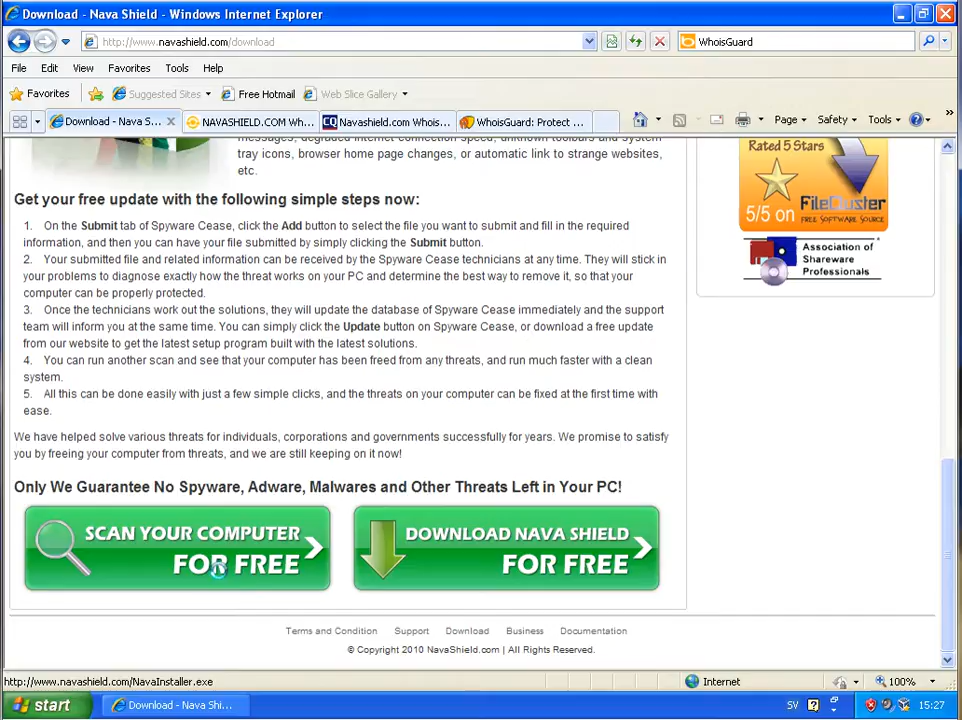 Download - Nava Shield - Windows Internet Explorer
http://www.navashield.com/download
WhoisGuard
File Edit View Favorites Tools Help
Favorites Suggested Sites Free Hotmail Web Slice Gallery
Download - Nava S... NAVASHIELD.COM Wh... Navashield.com Whois... WhoisGuard: Protect ... Page Safety Tools
messages, degraded internet connection speed, unknown toolbars and system
tray icons, browser home page changes, or automatic link to strange websites,
etc.
Get your free update with the following simple steps now:
1. On the Submit tab of Spyware Cease, click the Add button to select the file you want to submit and fill in the required
information, and then you can have your file submitted by simply clicking the Submit button.
2. Your submitted file and related information can be received by the Spyware Cease technicians at any time. They will stick in
your problems to diagnose exactly how the threat works on your PC and determine the best way to remove it, so that your
computer can be properly protected.
3. Once the technicians work out the solutions, they will update the database of Spyware Cease immediately and the support
team will inform you at the same time. You can simply click the Update button on Spyware Cease, or download a free update
from our website to get the latest setup program built with the latest solutions.
4. You can run another scan and see that your computer has been freed from any threats, and run much faster with a clean
system.
5. All this can be done easily with just a few simple clicks, and the threats on your computer can be fixed at the first time with
ease.
We have helped solve various threats for individuals, corporations and governments successfully for years. We promise to satisfy
you by freeing your computer from threats, and we are still keeping on it now!
Only We Guarantee No Spyware, Adware, Malwares and Other Threats Left in Your PC!
SCAN YOUR COMPUTER
FOR FREE
DOWNLOAD NAVA SHIELD
FOR FREE
Rated 5 Stars
FILECLUSTER
5/5 on FREE SOFTWARE SOURCE
Association of
Shareware
Professionals
Terms and Condition Support Download Business Documentation
© Copyright 2010 NavaShield.com | All Rights Reserved.
http://www.navashield.com/NavaInstaller.exe
Internet
100%
start
Download - Nava Shi...
SV
15:27